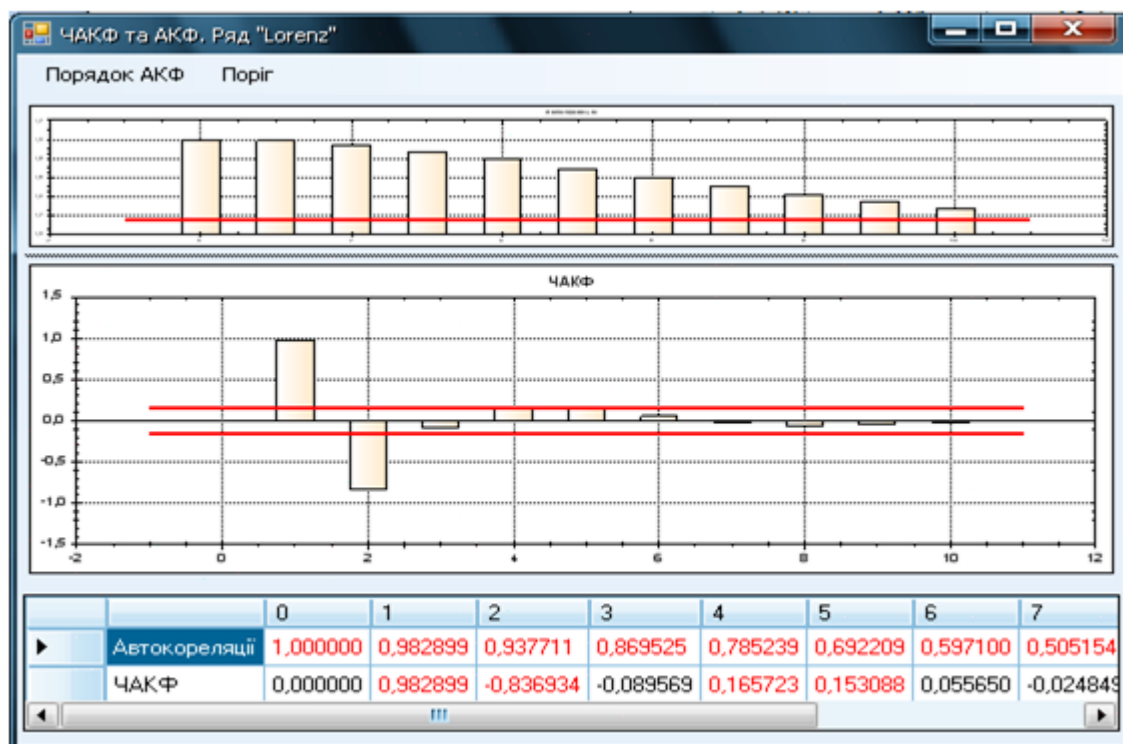 ЧАКФ та АКФ. Ряд "Lorenz"
Порядок АКФ Поріг
ЧАКФ
1,5
1,0
0,5
0,0
-0,5
-1,0
-1,5
-2 0 2 4 6 8 10 12
0 1 2 3 4 5 6 7
Автокореляції 1,000000 0,982899 0,937711 0,869525 0,785239 0,692209 0,597100 0,505154
ЧАКФ 0,000000 0,982899 -0,836934 -0,089569 0,165723 0,153088 0,055650 -0,024849